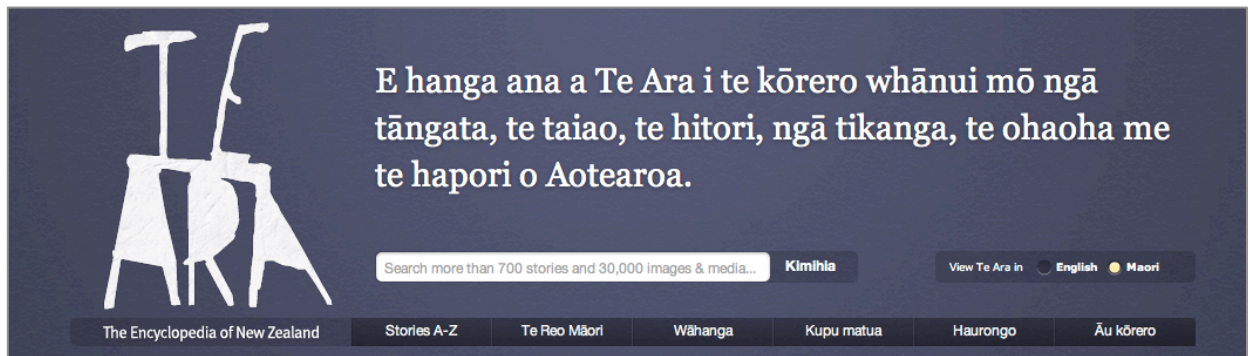 TE
ARA
The Encyclopedia of New Zealand
E hanga ana a Te Ara i te kōrero whānui mō ngā
tāngata, te taiao, te hitori, ngā tikanga, te ohaoha me
te hapori o Aotearoa.
Search more than 700 stories and 30,000 images & media... Kimihia
View Te Ara in English Maori
Stories A-Z Te Reo Māori Wāhanga Kupu matua Haurongo Āu kōrero